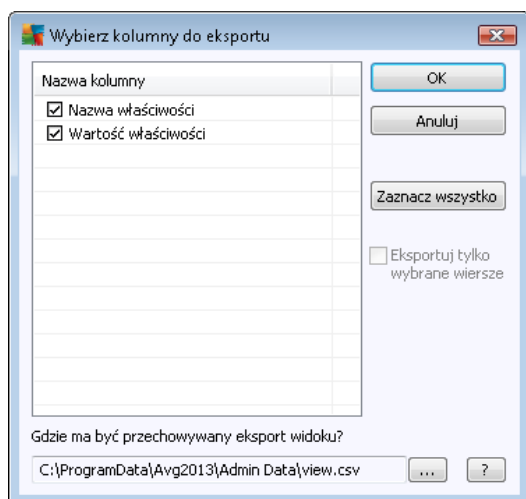 Wybierz kolumny do eksportu
Nazwa kolumny
Nazwa właściwości
Wartość właściwości
OK
Anuluj
Zaznacz wszystko
Eksportuj tylko
wybrane wiersze
Gdzie ma być przechowywany eksport widoku?
C:\ProgramData\Avg2013\Admin Data\view.csv
...
?